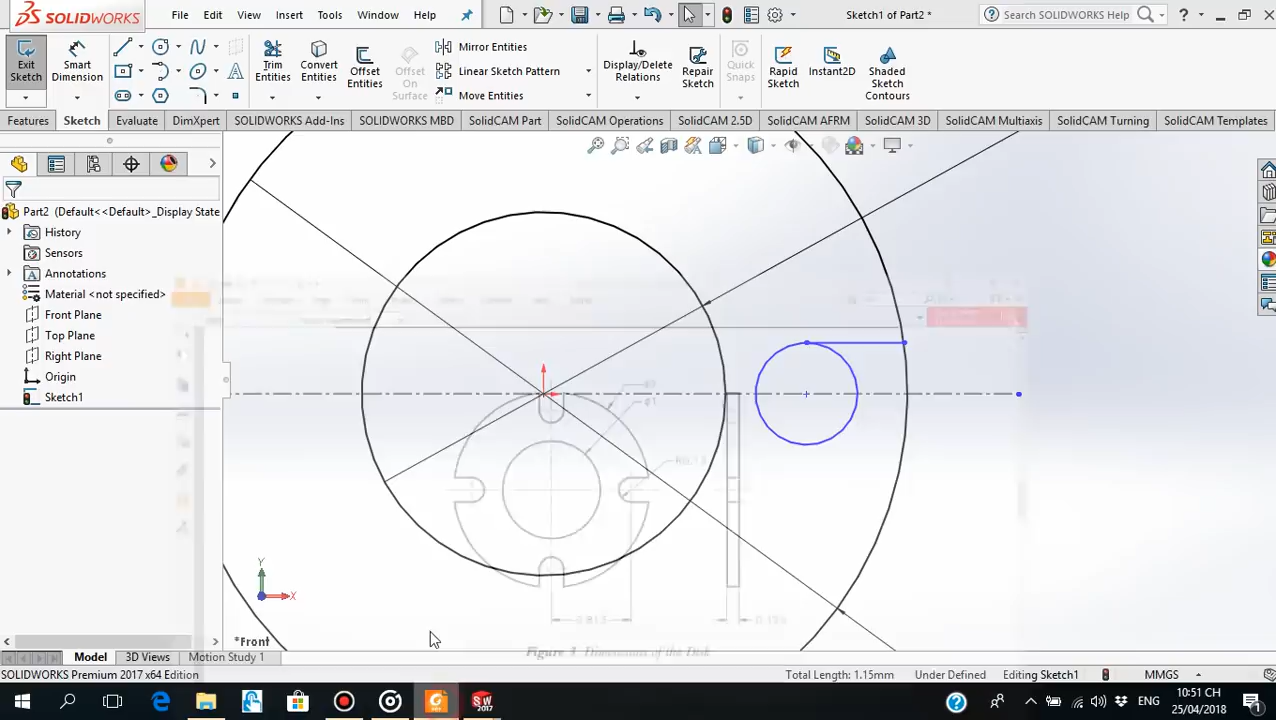 SOLIDWORKS File Edit View Insert Tools Window Help Sketch1 of Part2 * Search SOLIDWORKS Help
Exit Sketch Smart Dimension Trim Entities Convert Entities Offset Entities Offset On Surface Mirror Entities Linear Sketch Pattern Move Entities Display/Delete Relations Repair Sketch Quick Snaps Rapid Sketch Instant2D Shaded Sketch Contours
Features Sketch Evaluate DimXpert SOLIDWORKS Add-Ins SOLIDWORKS MBD SolidCAM Part SolidCAM Operations SolidCAM 2.5D SolidCAM AFRM SolidCAM 3D SolidCAM Multiaxis SolidCAM Turning SolidCAM Templates
Part2 (Default<<Default>_Display State
History
Sensors
Annotations
Material <not specified>
Front Plane
Top Plane
Right Plane
Origin
Sketch1
Y
X
*Front
Figure 3 Dimensions of the Disk
Model 3D Views Motion Study 1
SOLIDWORKS Premium 2017 x64 Edition Total Length: 1.15mm Under Defined Editing Sketch1 MMGS
ENG 10:51 CH
25/04/2018